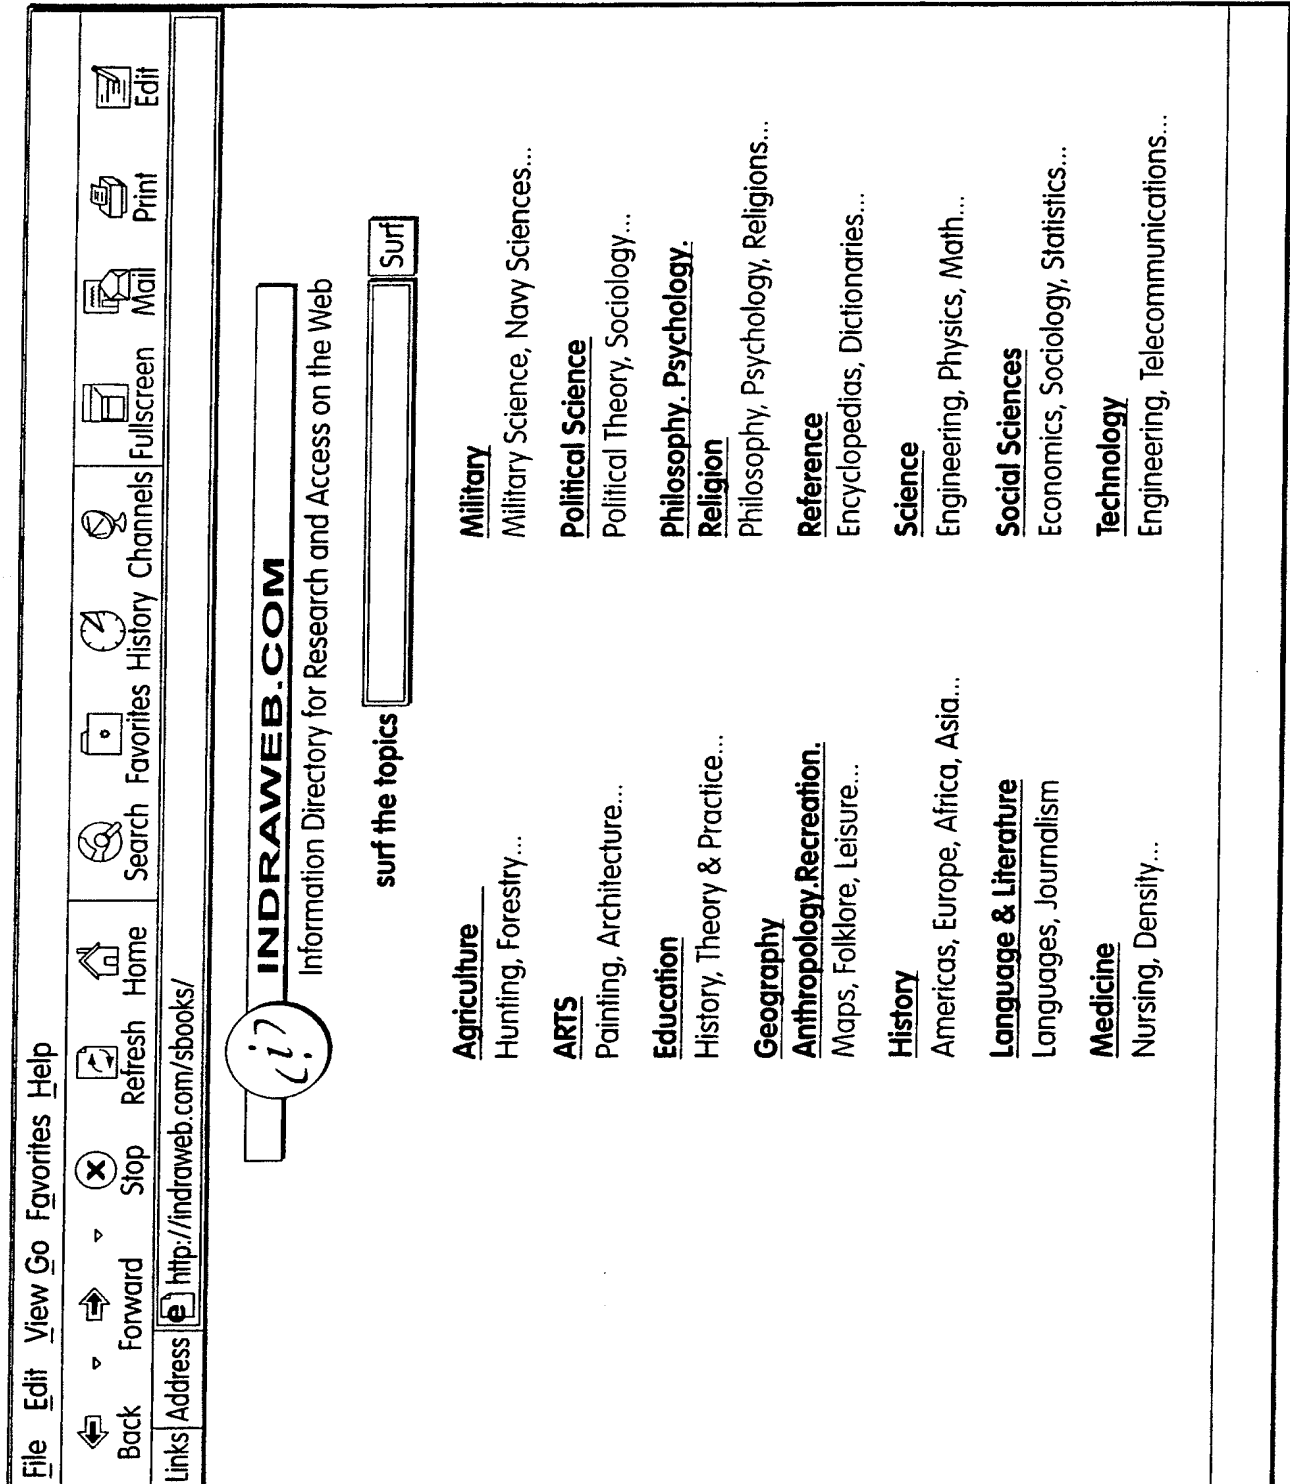 File Edit View Go Favorites Help
Back Forward Stop Refresh Home Search Favorites History Channels Fullscreen Mail Print Edit
Links Address e http://indraweb.com/sbooks/
i INDRAWEB.COM
Information Directory for Research and Access on the Web
surf the topics Surf
Agriculture
Hunting, Forestry...
ARTS
Painting, Architecture...
Education
History, Theory & Practice...
Geography
Anthropology.Recreation.
Maps, Folklore, Leisure...
History
Americas, Europe, Africa, Asia...
Language & Literature
Languages, Journalism
Medicine
Nursing, Density...
Military
Military Science, Navy Sciences...
Political Science
Political Theory, Sociology...
Philosophy. Psychology.
Religion
Philosophy, Psychology, Religions...
Reference
Encyclopedias, Dictionaries...
Science
Engineering, Physics, Math...
Social Sciences
Economics, Sociology, Statistics...
Technology
Engineering, Telecommunications...